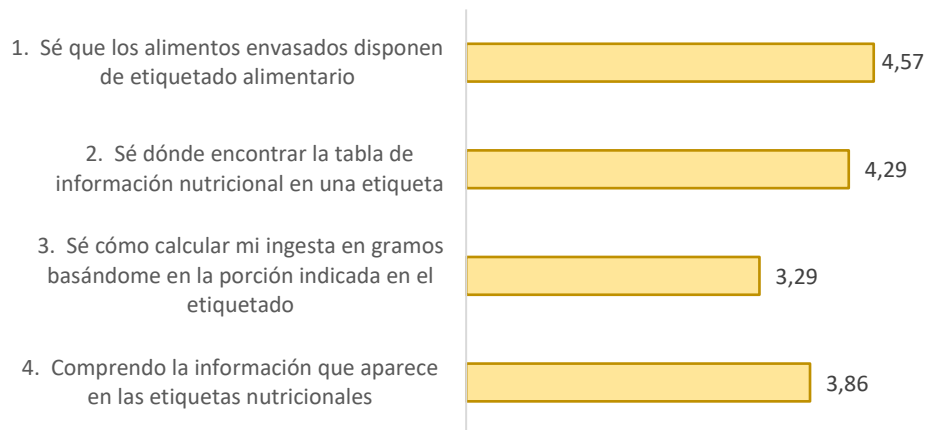 1. Sé que los alimentos envasados disponen
de etiquetado alimentario
4,57
2. Sé dónde encontrar la tabla de
información nutricional en una etiqueta
4,29
3. Sé cómo calcular mi ingesta en gramos
basándome en la porción indicada en el
etiquetado
3,29
4. Comprendo la información que aparece
en las etiquetas nutricionales
3,86